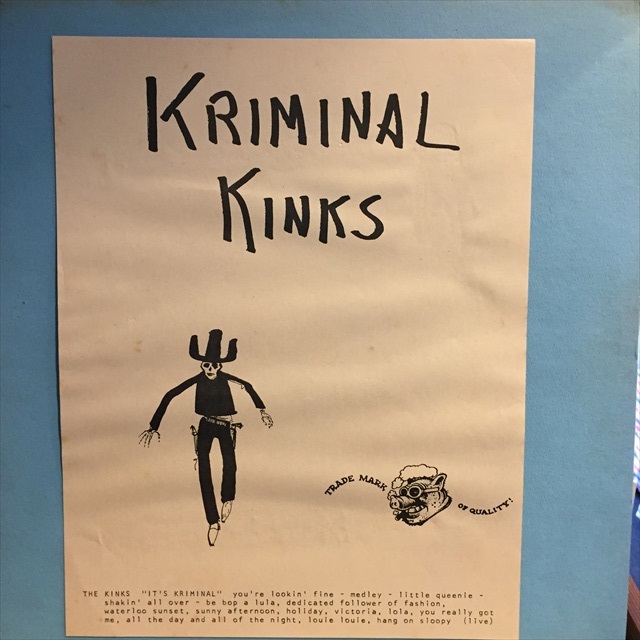 KRIMINAL
KINKS
TRADE MARK OF QUALITY!
THE KINKS "IT'S KRIMINAL" you're lookin' fine - medley - little queenie -
shakin' all over - be bop a lula, dedicated follower of fashion,
waterloo sunset, sunny afternoon, holiday, victoria, lola, you really got
me, all the day and all of the night, louie louie, hang on sloopy (live)